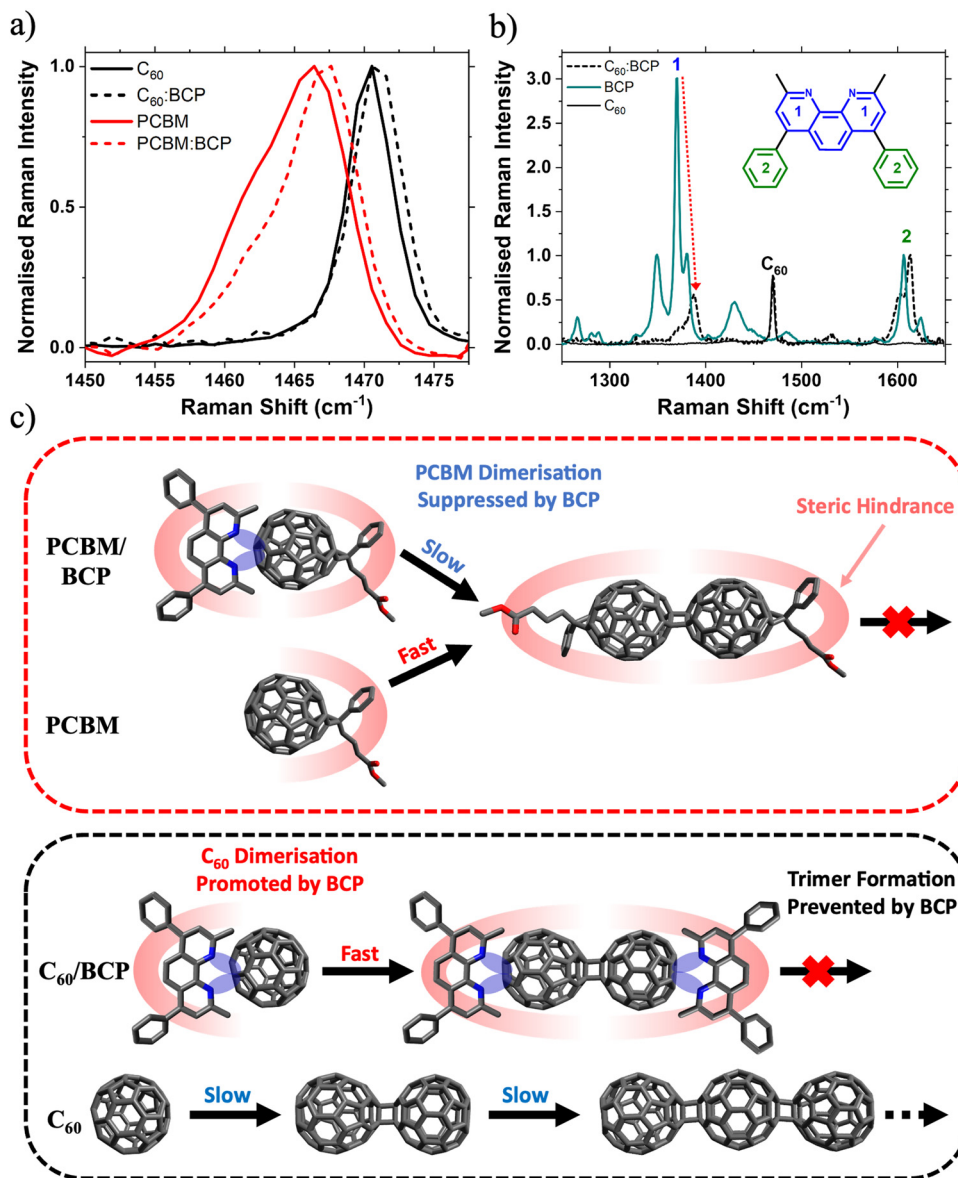 a)
Normalised Raman Intensity
1.0
0.5
0.0
C60
C60:BCP
PCBM
PCBM:BCP
1450 1455 1460 1465 1470 1475
Raman Shift (cm-1)
b)
Normalised Raman Intensity
3.0
2.5
2.0
1.5
1.0
0.5
0.0
C60:BCP
BCP
C60
1
N N
1 1
2 2
C60
2
1300 1400 1500 1600
Raman Shift (cm-1)
c)
PCBM Dimerisation
Suppressed by BCP
Steric Hindrance
PCBM/
BCP
Slow
Fast
PCBM
C60 Dimerisation
Promoted by BCP
Trimer Formation
Prevented by BCP
C60/BCP
Fast
C60
Slow
Slow